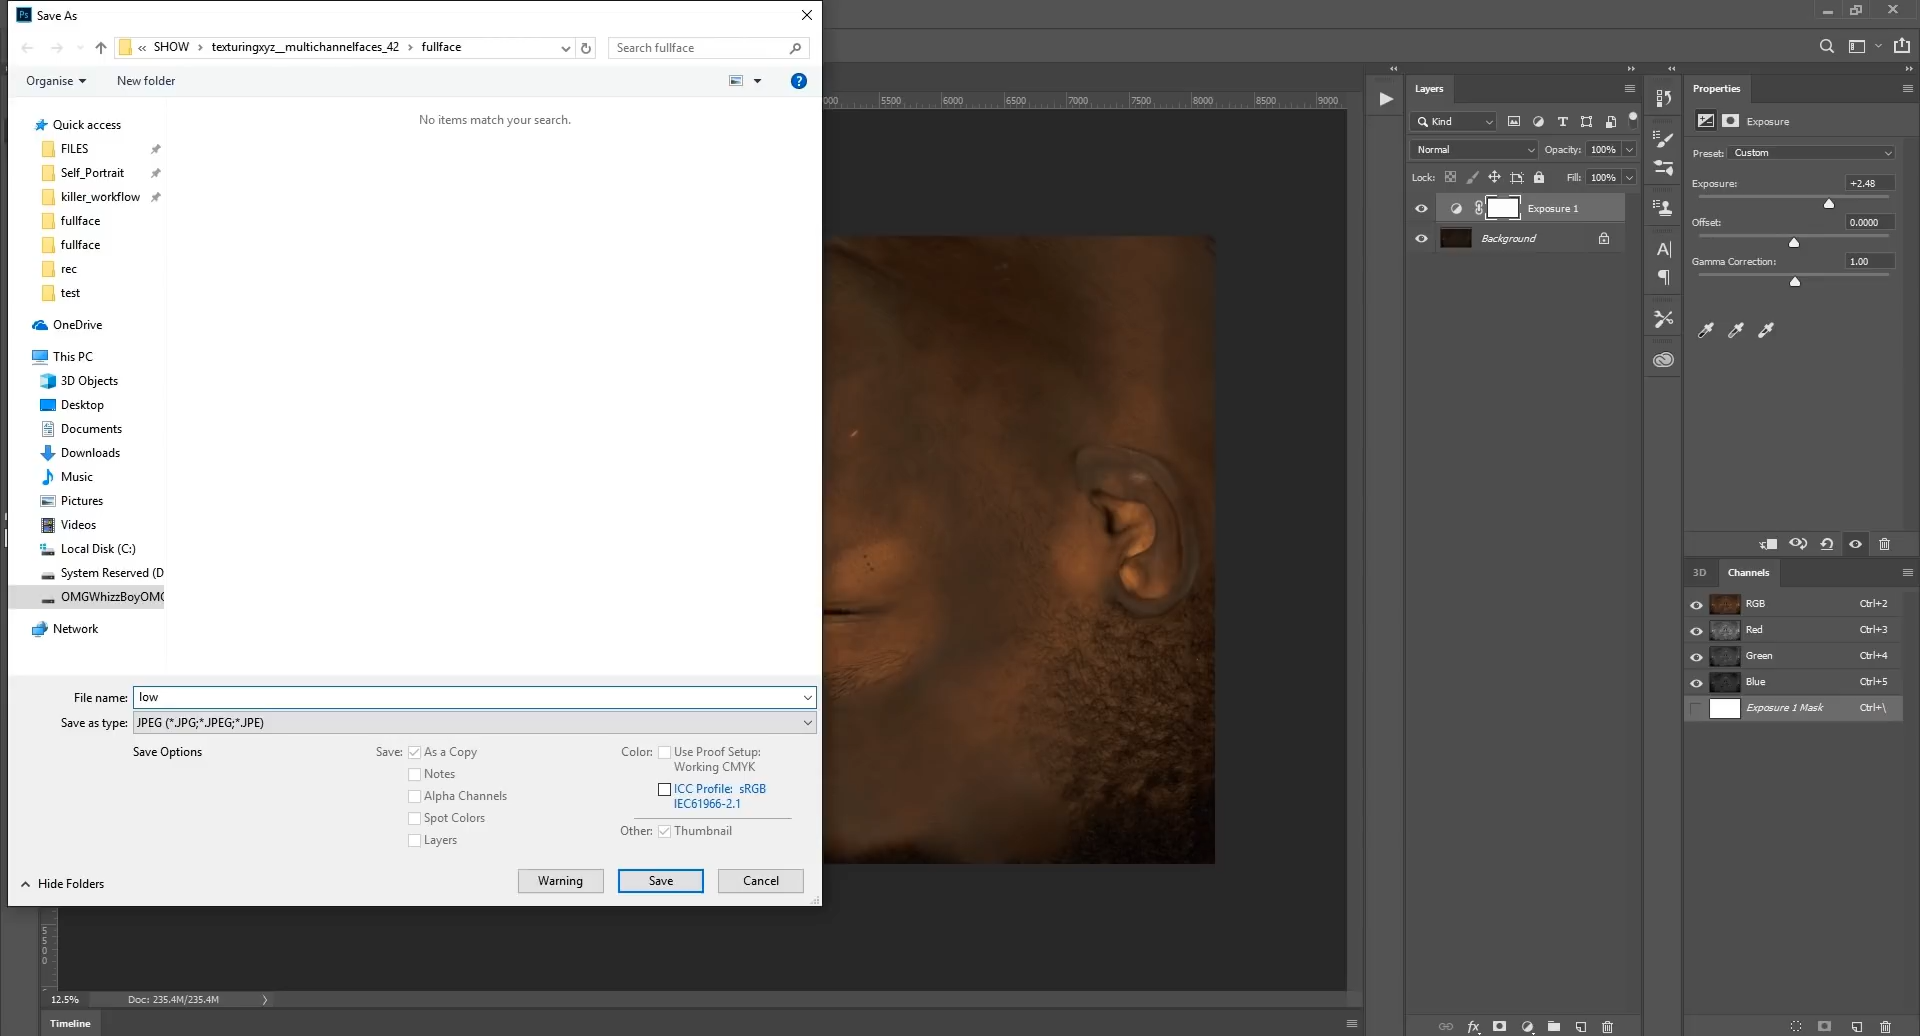 Save As
« SHOW › texturingxyz__multichannelfaces_42 › fullface
Search fullface
Organise
New folder
No items match your search.
Quick access
FILES
Self_Portrait
killer_workflow
fullface
fullface
rec
test
OneDrive
This PC
3D Objects
Desktop
Documents
Downloads
Music
Pictures
Videos
Local Disk (C:)
System Reserved (D
OMGWhizzBoyOMG
Network
File name: low
Save as type: JPEG (*.JPG;*.JPEG;*.JPE)
Save Options
Save: As a Copy
Notes
Alpha Channels
Spot Colors
Layers
Color: Use Proof Setup:
Working CMYK
ICC Profile: sRGB
IEC61966-2.1
Other: Thumbnail
Hide Folders
Warning
Save
Cancel
5500 6000 6500 7000 7500 8000 8500 9000
5
5
0
0
12.5%
Doc: 235.4M/235.4M
Timeline
Layers
Kind
Normal
Opacity: 100%
Lock:
Fill: 100%
Exposure 1
Background
fx
Properties
Exposure
Preset: Custom
Exposure: +2.48
Offset: 0.0000
Gamma Correction: 1.00
3D
Channels
RGB Ctrl+2
Red Ctrl+3
Green Ctrl+4
Blue Ctrl+5
Exposure 1 Mask Ctrl+\